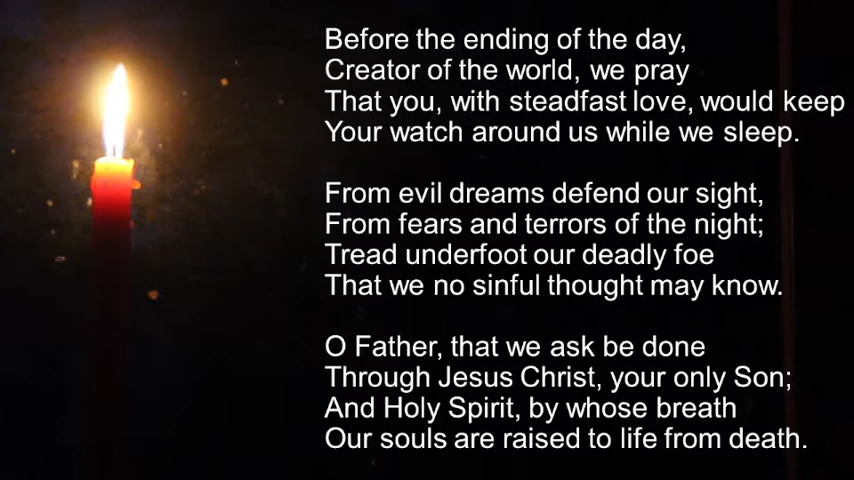 Before the ending of the day,
Creator of the world, we pray
That you, with steadfast love, would keep
Your watch around us while we sleep.
From evil dreams defend our sight,
From fears and terrors of the night;
Tread underfoot our deadly foe
That we no sinful thought may know.
O Father, that we ask be done
Through Jesus Christ, your only Son;
And Holy Spirit, by whose breath
Our souls are raised to life from death.